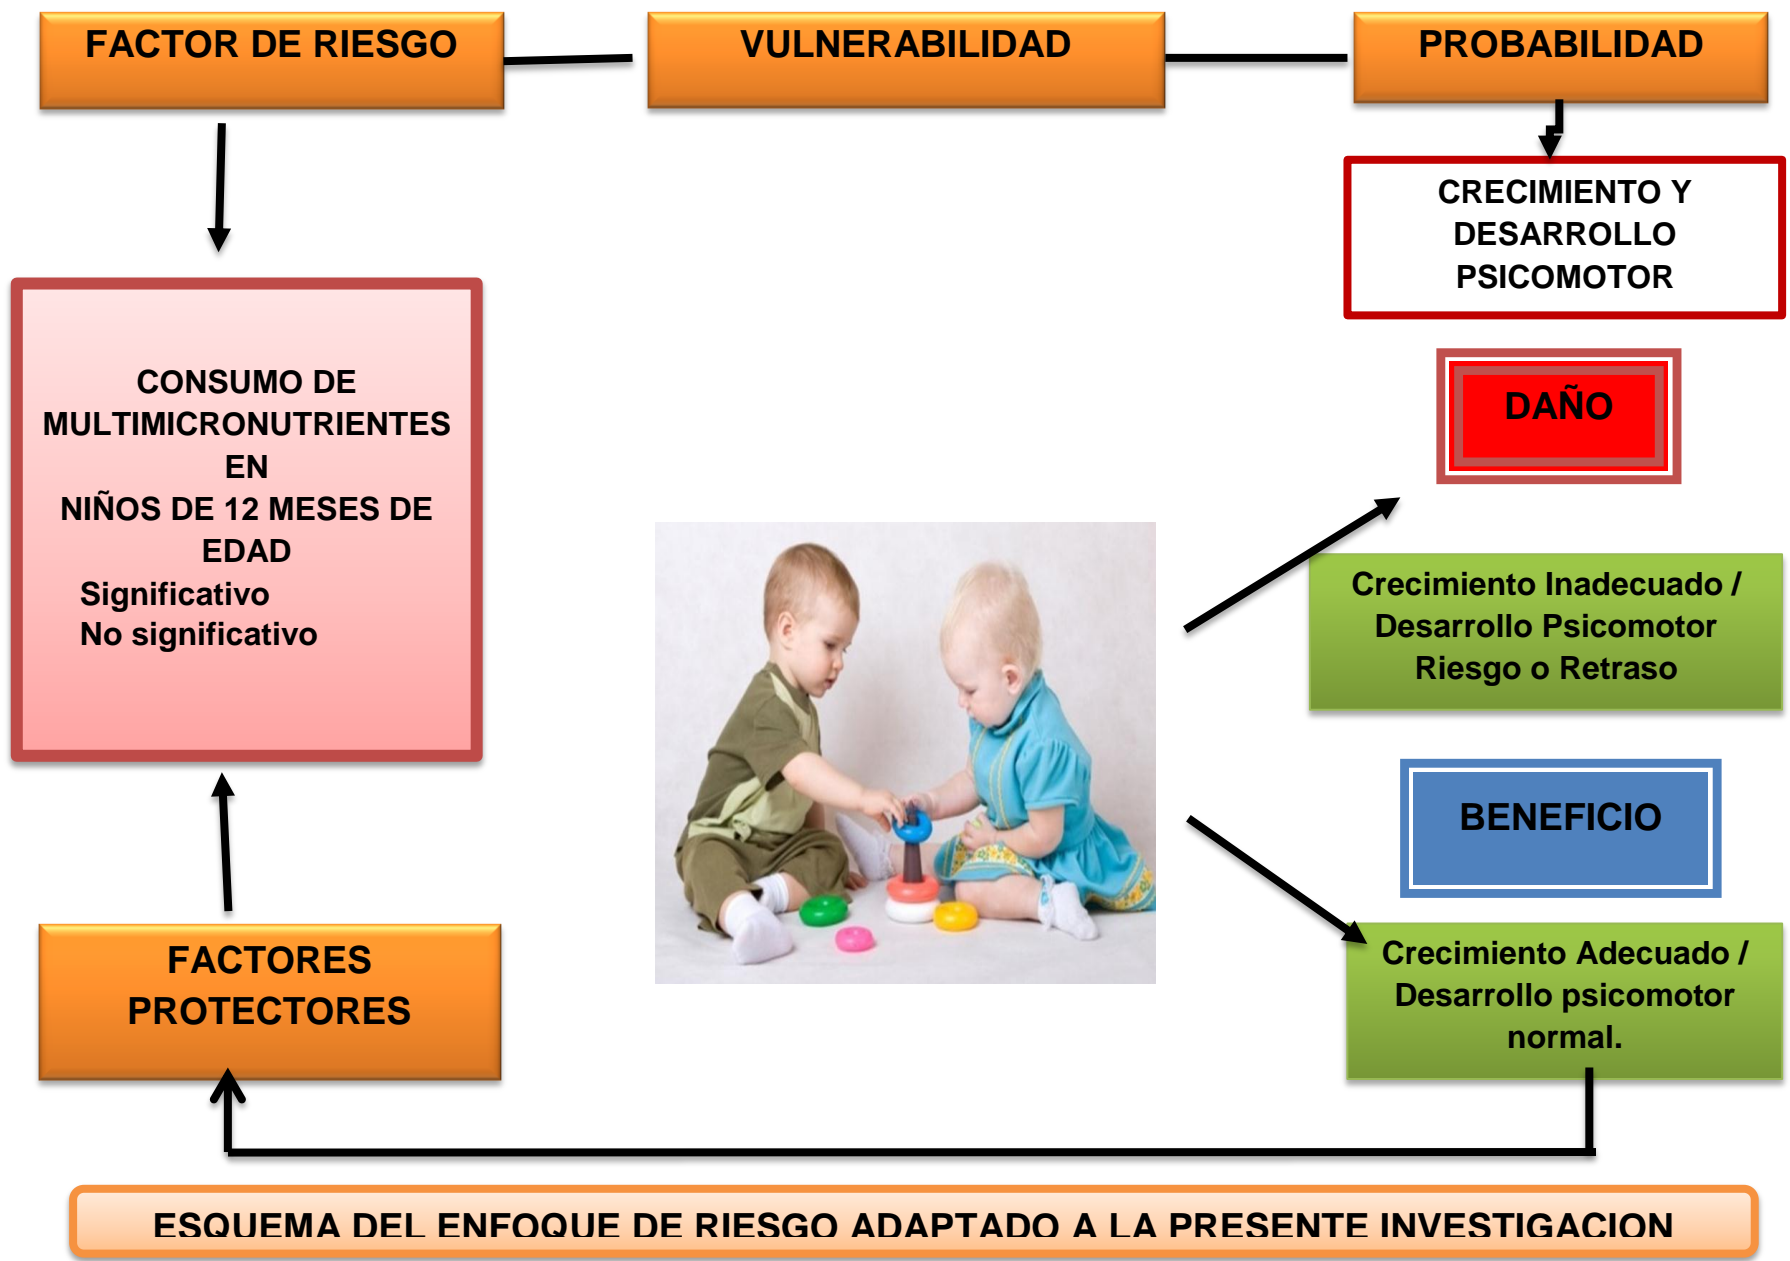 FACTOR DE RIESGO
VULNERABILIDAD
PROBABILIDAD
CRECIMIENTO Y
DESARROLLO
PSICOMOTOR
CONSUMO DE
MULTIMICRONUTRIENTES
EN
NIÑOS DE 12 MESES DE
EDAD
Significativo
No significativo
DAÑO
Crecimiento Inadecuado /
Desarrollo Psicomotor
Riesgo o Retraso
BENEFICIO
FACTORES
PROTECTORES
Crecimiento Adecuado /
Desarrollo psicomotor
normal.
ESQUEMA DEL ENFOQUE DE RIESGO ADAPTADO A LA PRESENTE INVESTIGACION